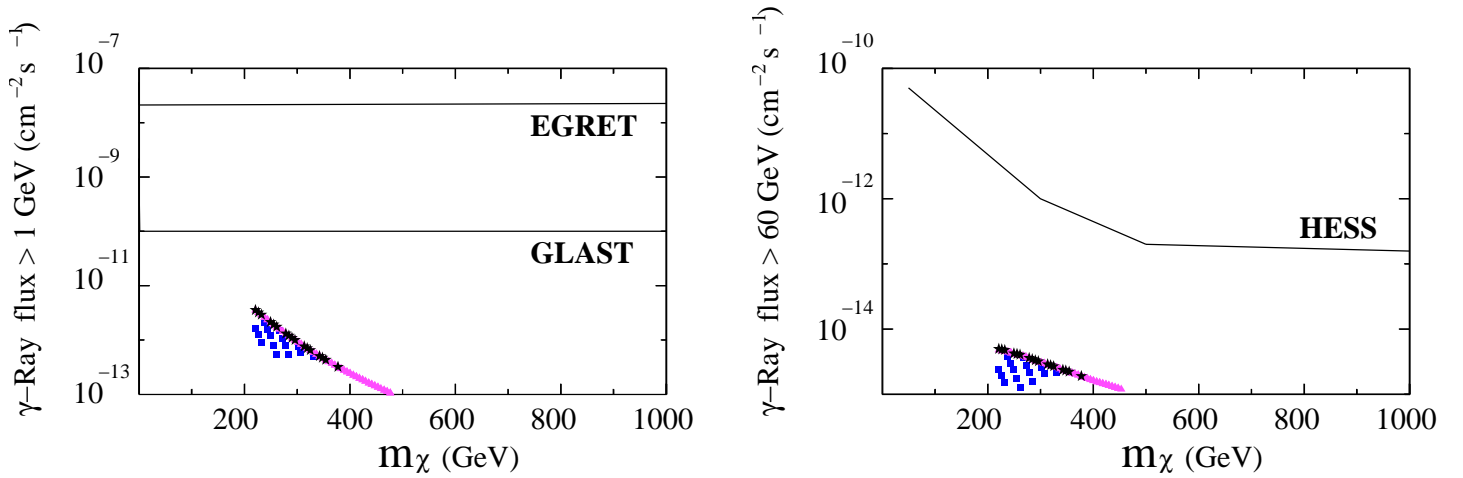 γ−Ray flux > 1 GeV (cm⁻² s⁻¹)
10⁻⁷
10⁻⁹
10⁻¹¹
10⁻¹³
EGRET
GLAST
200 400 600 800 1000
mχ (GeV)
γ−Ray flux > 60 GeV (cm⁻² s⁻¹)
10⁻¹⁰
10⁻¹²
10⁻¹⁴
HESS
200 400 600 800 1000
mχ (GeV)